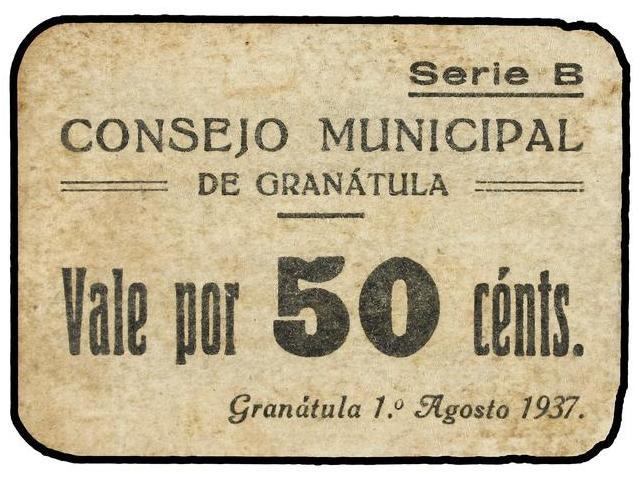 Serie B
CONSEJO MUNICIPAL
DE GRANÁTULA
Vale por 50 cénts.
Granátula 1.º Agosto 1937.